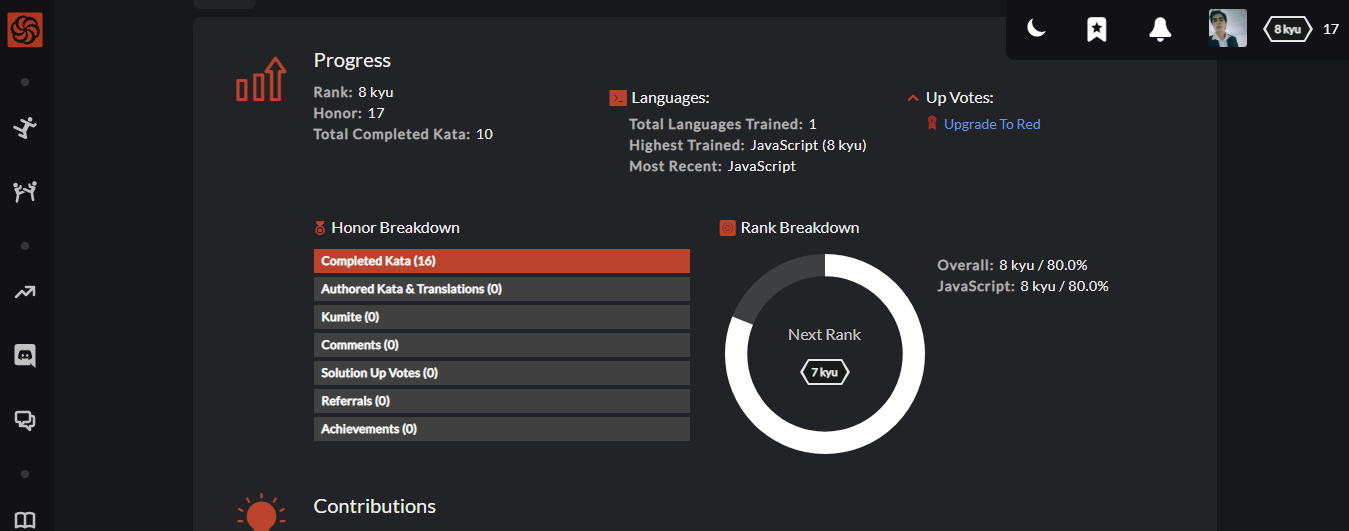 8 kyu 17
Progress
Rank: 8 kyu
Honor: 17
Total Completed Kata: 10
Languages:
Total Languages Trained: 1
Highest Trained: JavaScript (8 kyu)
Most Recent: JavaScript
Up Votes:
Upgrade To Red
Honor Breakdown
Completed Kata (16)
Authored Kata & Translations (0)
Kumite (0)
Comments (0)
Solution Up Votes (0)
Referrals (0)
Achievements (0)
Rank Breakdown
Next Rank
7 kyu
Overall: 8 kyu / 80.0%
JavaScript: 8 kyu / 80.0%
Contributions